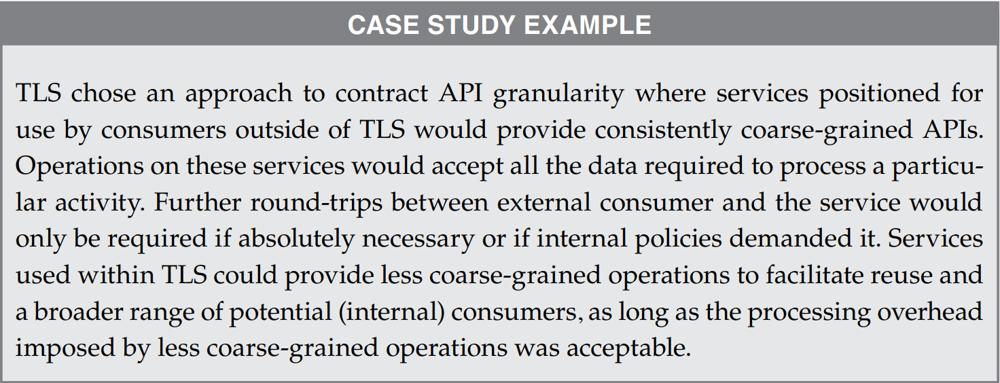 CASE STUDY EXAMPLE
TLS chose an approach to contract API granularity where services positioned for
use by consumers outside of TLS would provide consistently coarse-grained APIs.
Operations on these services would accept all the data required to process a particu-
lar activity. Further round-trips between external consumer and the service would
only be required if absolutely necessary or if internal policies demanded it. Services
used within TLS could provide less coarse-grained operations to facilitate reuse and
a broader range of potential (internal) consumers, as long as the processing overhead
imposed by less coarse-grained operations was acceptable.